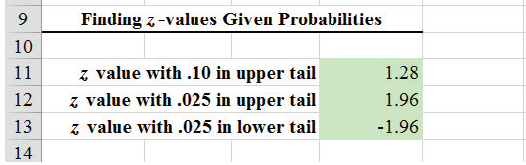 9 Finding z-values Given Probabilities
10
11 z value with .10 in upper tail 1.28
12 z value with .025 in upper tail 1.96
13 z value with .025 in lower tail -1.96
14